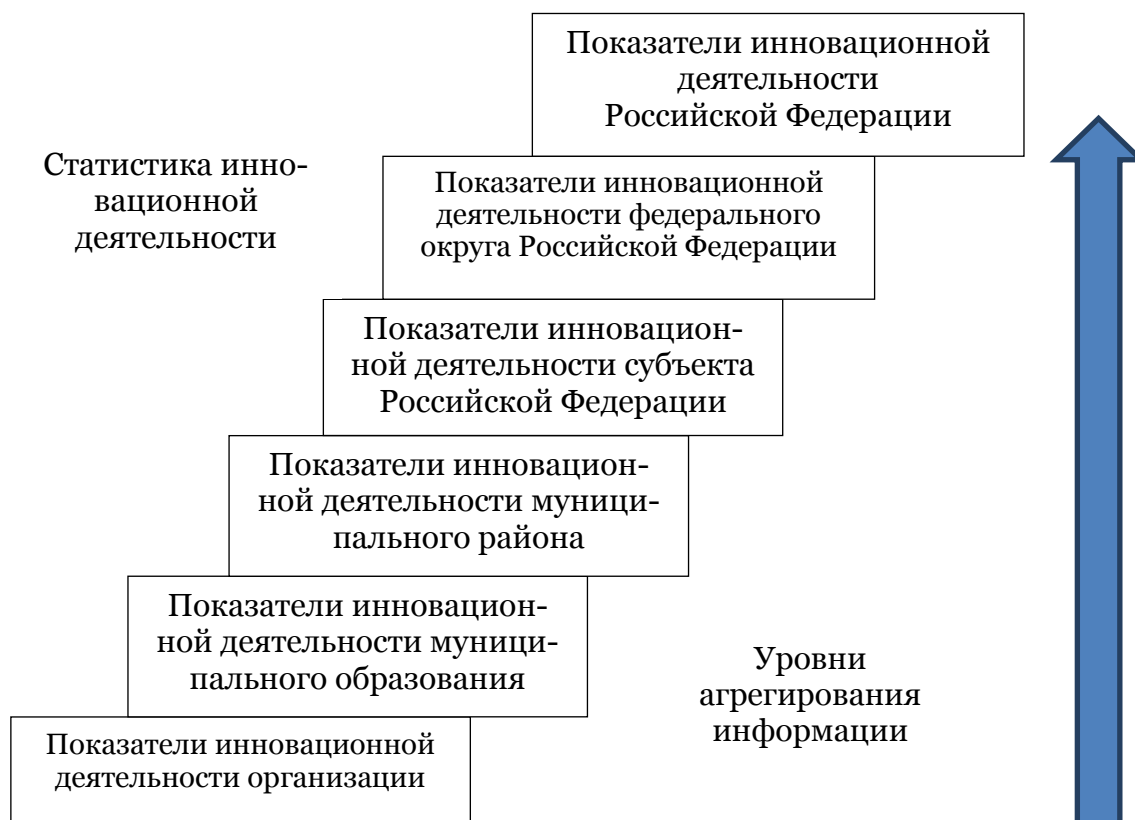 Показатели инновационной
деятельности
Российской Федерации
Статистика инно-
вационной
деятельности
Показатели инновационной
деятельности федерального
округа Российской Федерации
Показатели инновацион-
ной деятельности субъекта
Российской Федерации
Показатели инновацион-
ной деятельности муници-
пального района
Показатели инновацион-
ной деятельности муници-
пального образования
Уровни
агрегирования
информации
Показатели инновационной
деятельности организации